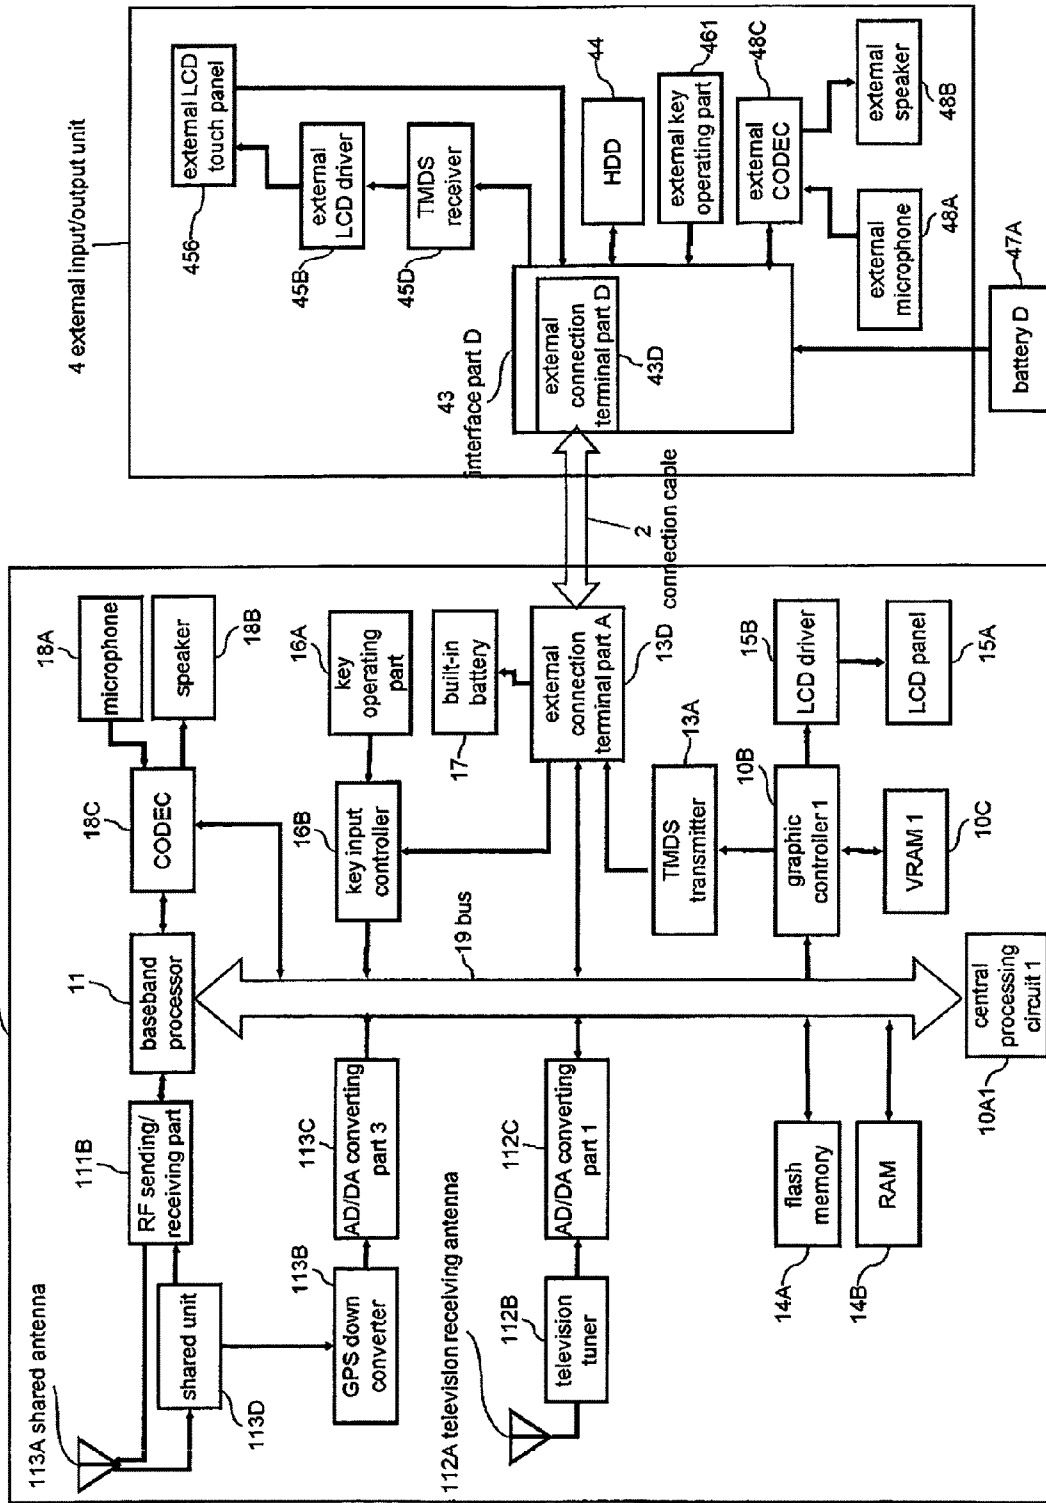 113A shared antenna
shared unit
113D
111B
RF sending/
receiving part
11
baseband
processor
18C
CODEC
18A
microphone
speaker
18B
113B
GPS down
converter
113C
AD/DA converting
part 3
16B
key input
controller
16A
key
operating
part
built-in
battery
17
112A television receiving antenna
112B
television
tuner
112C
AD/DA converting
part 1
19 bus
external
connection
terminal part A
13D
13A
TMDS
transmitter
14A
flash
memory
14B
RAM
10A1
central
processing
circuit 1
10B
graphic
controller1
VRAM 1
10C
15B
LCD driver
LCD panel
15A
2
connection cable
4 external input/output unit
456
external LCD
touch panel
45B
external
LCD driver
45D
TMDS
receiver
43
interface part D
external
connection
terminal part D
43D
44
HDD
461
external key
operating part
48C
external
CODEC
external
microphone
48A
external
speaker
48B
47A
battery D